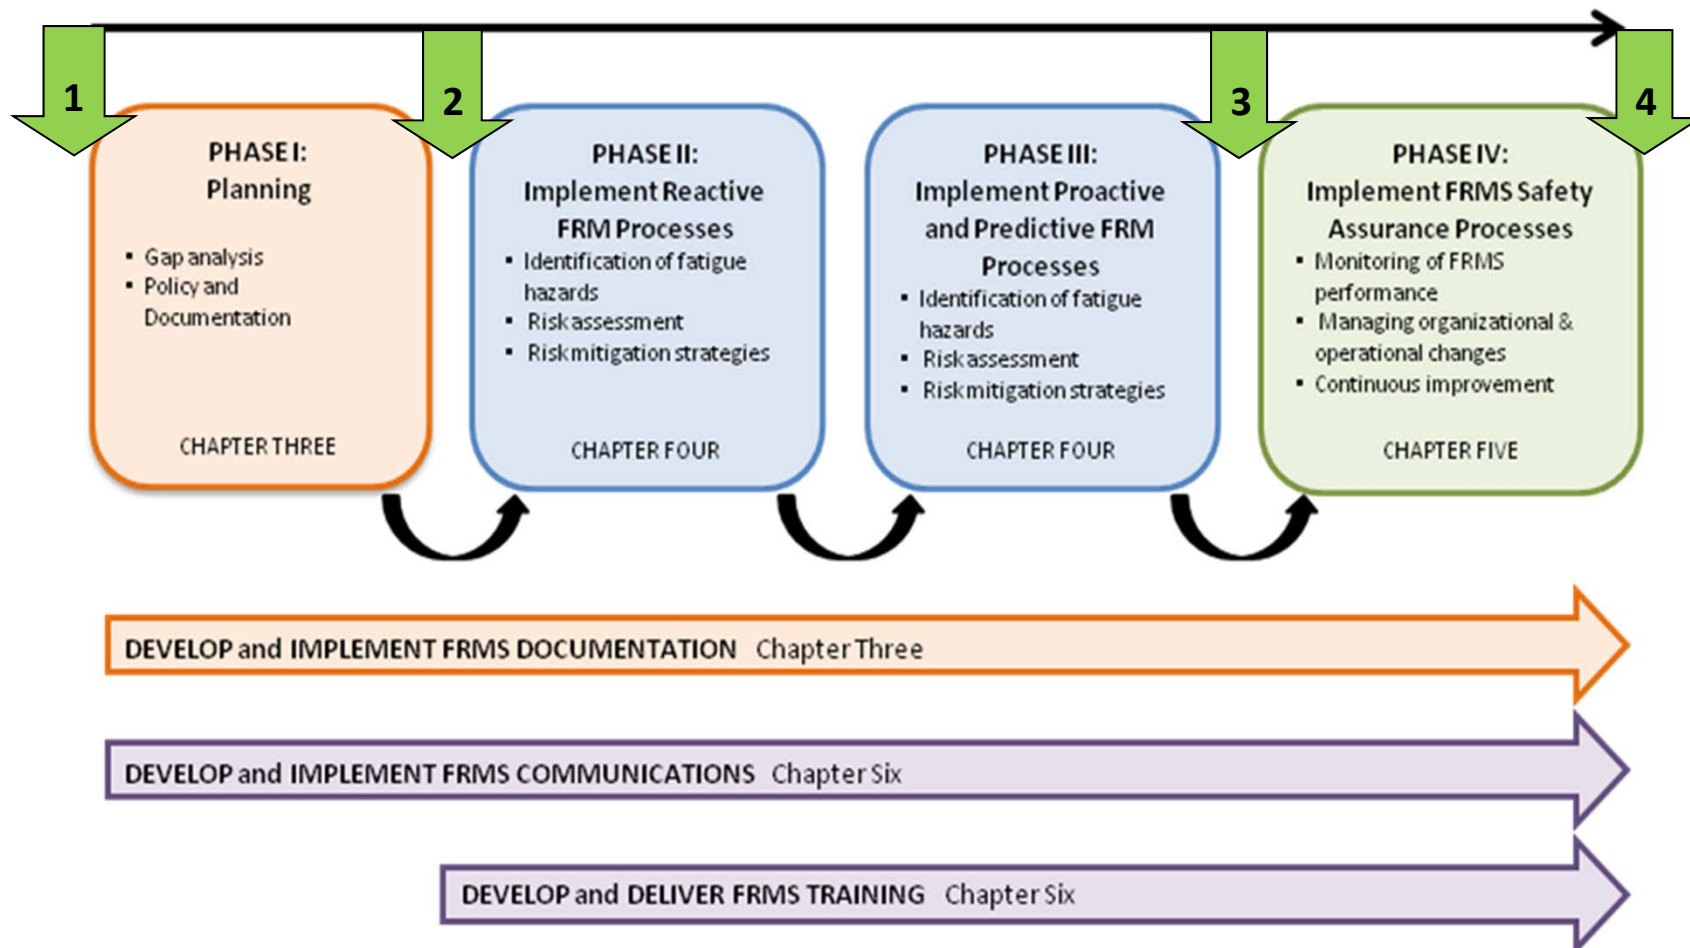 1
2
3
4
PHASE I:
Planning
▪ Gap analysis
▪ Policy and
Documentation
CHAPTER THREE
PHASE II:
Implement Reactive
FRM Processes
▪ Identification of fatigue
hazards
▪ Risk assessment
▪ Risk mitigation strategies
CHAPTER FOUR
PHASE III:
Implement Proactive
and Predictive FRM
Processes
▪ Identification of fatigue
hazards
▪ Risk assessment
▪ Risk mitigation strategies
CHAPTER FOUR
PHASE IV:
Implement FRMS Safety
Assurance Processes
▪ Monitoring of FRMS
performance
▪ Managing organizational &
operational changes
▪ Continuous improvement
CHAPTER FIVE
DEVELOP and IMPLEMENT FRMS DOCUMENTATION Chapter Three
DEVELOP and IMPLEMENT FRMS COMMUNICATIONS Chapter Six
DEVELOP and DELIVER FRMS TRAINING Chapter Six